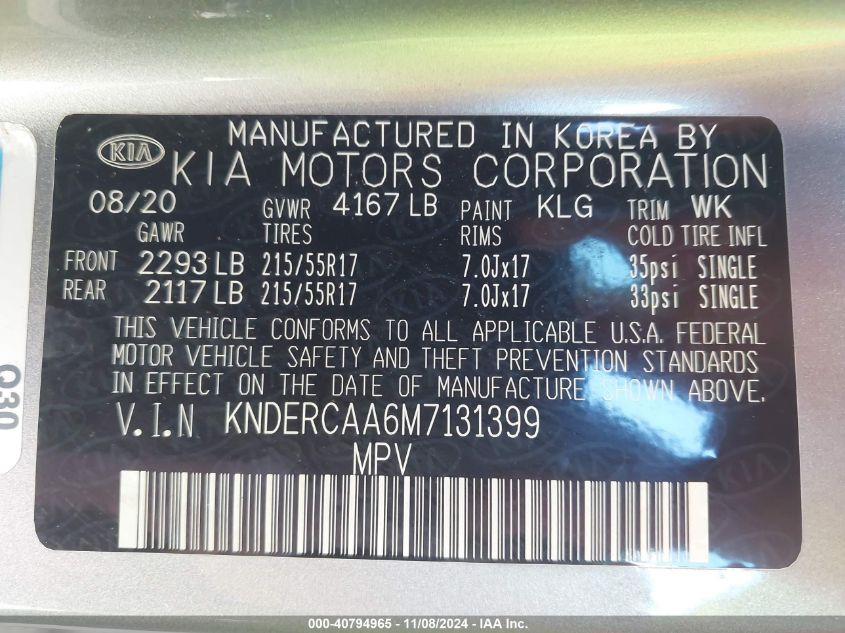 MANUFACTURED IN KOREA BY
KIA KIA MOTORS CORPORATION
08/20 GVWR 4167 LB PAINT KLG TRIM WK
GAWR TIRES RIMS COLD TIRE INFL
FRONT 2293 LB 215/55R17 7.0Jx17 35psi SINGLE
REAR 2117 LB 215/55R17 7.0Jx17 33psi SINGLE
THIS VEHICLE CONFORMS TO ALL APPLICABLE U.S.A. FEDERAL
MOTOR VEHICLE SAFETY AND THEFT PREVENTION STANDARDS
IN EFFECT ON THE DATE OF MANUFACTURE SHOWN ABOVE.
V.I.N KNDERCAA6M7131399
MPV
Q30
000-40794965 - 11/08/2024 - IAA Inc.